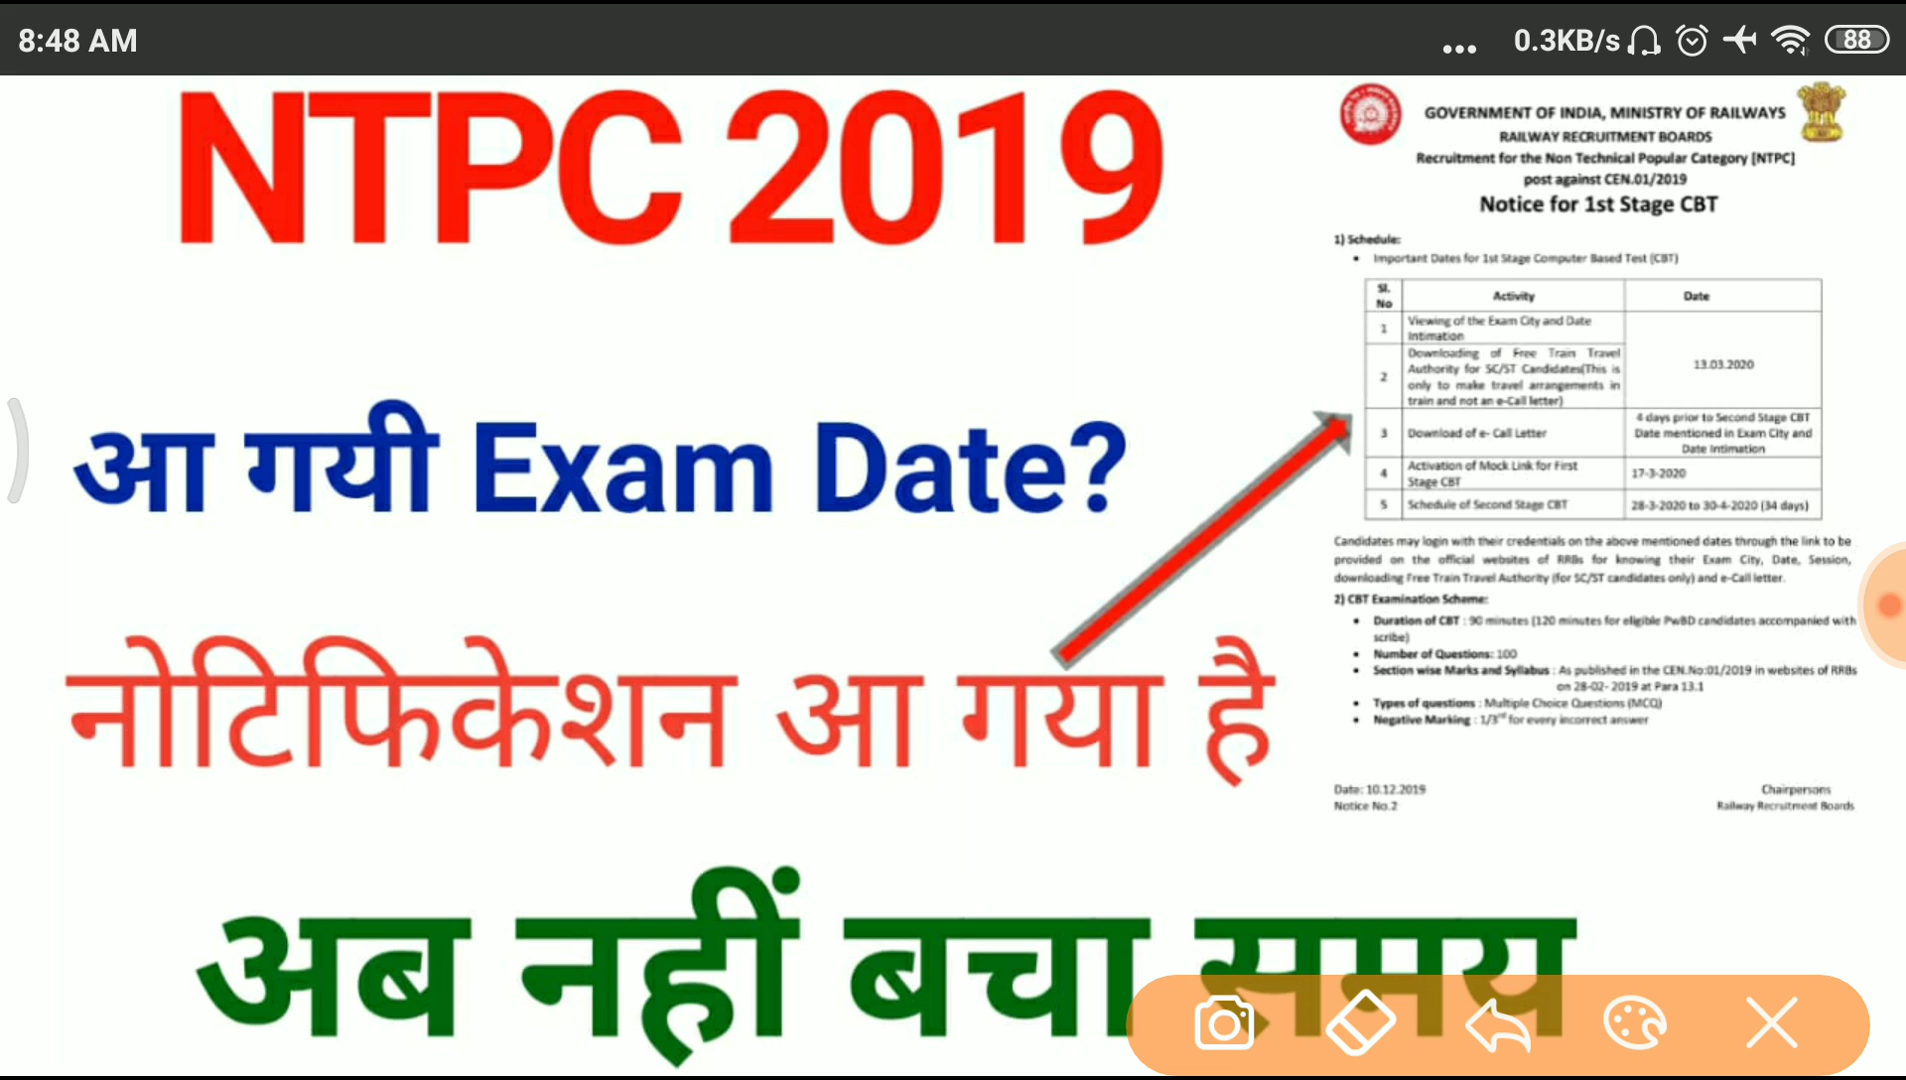 8:48 AM
... 0.3KB/s 88
NTPC 2019
आ गयी Exam Date?
नोटिफिकेशन आ गया है
अब नहीं बचा समय
GOVERNMENT OF INDIA, MINISTRY OF RAILWAYS
RAILWAY RECRUITMENT BOARDS
Recruitment for the Non Technical Popular Category [NTPC]
post against CEN.01/2019
Notice for 1st Stage CBT
1) Schedule:
• Important Dates for 1st Stage Computer Based Test (CBT)
Sl. No Activity Date
1 Viewing of the Exam City and Date Intimation
2 Downloading of Free Train Travel Authority for SC/ST Candidates(This is only to make travel arrangements in train and not an e-Call letter) 13.03.2020
3 Download of e- Call Letter 4 days prior to Second Stage CBT Date mentioned in Exam City and Date Intimation
4 Activation of Mock Link for First Stage CBT 17-3-2020
5 Schedule of Second Stage CBT 28-3-2020 to 30-4-2020 (34 days)
Candidates may login with their credentials on the above mentioned dates through the link to be
provided on the official websites of RRBs for knowing their Exam City, Date, Session,
downloading Free Train Travel Authority (for SC/ST candidates only) and e-Call letter.
2) CBT Examination Scheme:
• Duration of CBT : 90 minutes (120 minutes for eligible PwBD candidates accompanied with
scribe)
• Number of Questions: 100
• Section wise Marks and Syllabus : As published in the CEN.No:01/2019 in websites of RRBs
on 28-02- 2019 at Para 13.1
• Types of questions : Multiple Choice Questions (MCQ)
• Negative Marking : 1/3rd for every incorrect answer
Date: 10.12.2019 Chairpersons
Notice No.2 Railway Recruitment Boards